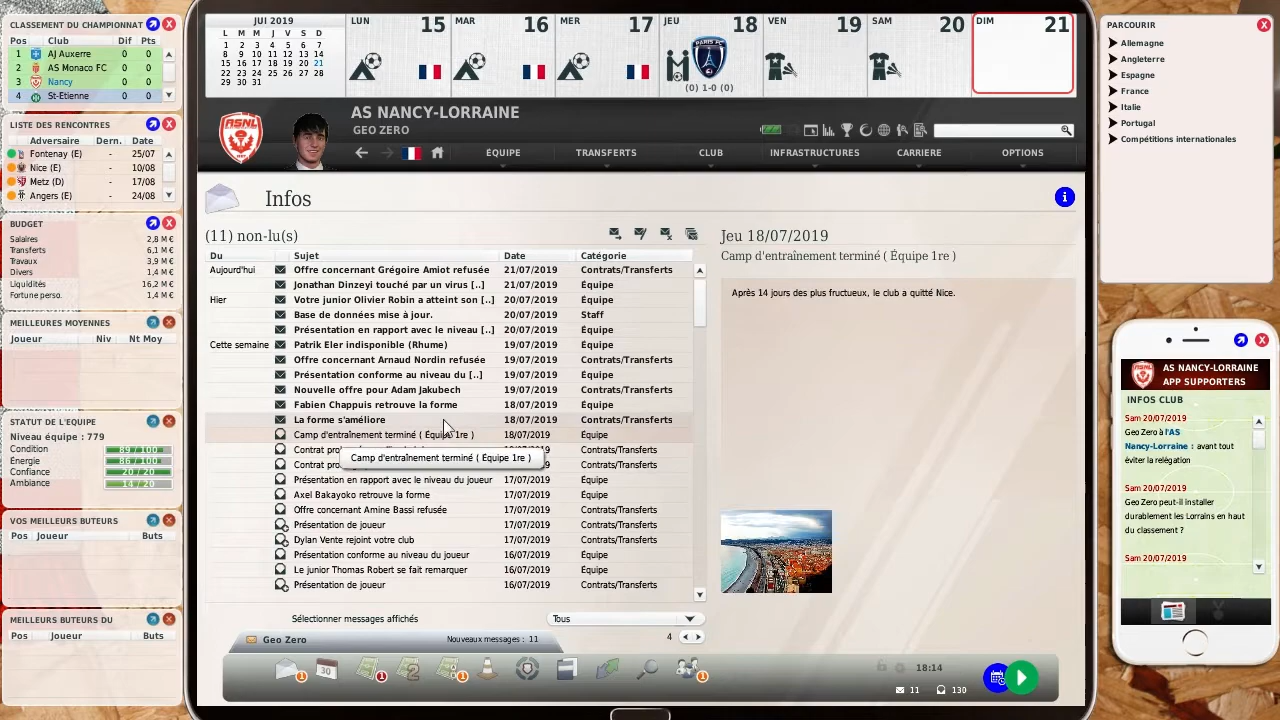 CLASSEMENT DU CHAMPIONNAT
Pos Club Dif Pts
1 AJ Auxerre 0 0
2 AS Monaco FC 0 0
3 Nancy 0 0
4 St-Etienne 0 0
LISTE DES RENCONTRES
Adversaire Dern. Date
Fontenay (E) - 25/07
Nice (E) - 10/08
Metz (D) - 17/08
Angers (E) - 24/08
BUDGET
Salaires 2,8 M €
Transferts 6,1 M €
Travaux 3,9 M €
Divers 1,4 M €
Liquidités 16,2 M €
Fortune perso. 1,4 M €
MEILLEURES MOYENNES
Joueur Niv Nt Moy
STATUT DE L'EQUIPE
Niveau équipe : 779
Condition 89 / 100
Énergie 86 / 100
Confiance 20 / 20
Ambiance 14 / 20
VOS MEILLEURS BUTEURS
Pos Joueur Buts
MEILLEURS BUTEURS DU
Pos Joueur Buts
JUI 2019
L M M J V S D
1 2 3 4 5 6 7
8 9 10 11 12 13 14
15 16 17 18 19 20 21
22 23 24 25 26 27 28
29 30 31
LUN 15
MAR 16
MER 17
JEU 18
PARIS FC
(0) 1-0 (0)
VEN 19
SAM 20
DIM 21
ASNL
AS NANCY-LORRAINE
GEO ZERO
ÉQUIPE TRANSFERTS CLUB INFRASTRUCTURES CARRIERE OPTIONS
Infos
(11) non-lu(s)
Du Sujet Date Catégorie
Aujourd'hui Offre concernant Grégoire Amiot refusée 21/07/2019 Contrats/Transferts
Jonathan Dinzeyi touché par un virus [..] 21/07/2019 Équipe
Hier Votre junior Olivier Robin a atteint son [..] 20/07/2019 Équipe
Base de données mise à jour. 20/07/2019 Staff
Présentation en rapport avec le niveau [..] 20/07/2019 Équipe
Cette semaine Patrik Eler indisponible (Rhume) 19/07/2019 Équipe
Offre concernant Arnaud Nordin refusée 19/07/2019 Contrats/Transferts
Présentation conforme au niveau du [..] 19/07/2019 Équipe
Nouvelle offre pour Adam Jakubech 19/07/2019 Contrats/Transferts
Fabien Chappuis retrouve la forme 18/07/2019 Équipe
La forme s'améliore 18/07/2019 Contrats/Transferts
Camp d'entraînement terminé ( Équipe 1re ) 18/07/2019 Équipe
Contrat Contrats/Transferts
Camp d'entraînement terminé ( Équipe 1re )
Contrat Contrats/Transferts
Présentation en rapport avec le niveau du joueur 17/07/2019 Équipe
Axel Bakayoko retrouve la forme 17/07/2019 Équipe
Offre concernant Amine Bassi refusée 17/07/2019 Contrats/Transferts
Présentation de joueur 17/07/2019 Contrats/Transferts
Dylan Vente rejoint votre club 17/07/2019 Contrats/Transferts
Présentation conforme au niveau du joueur 16/07/2019 Équipe
Le junior Thomas Robert se fait remarquer 16/07/2019 Équipe
Présentation de joueur 16/07/2019 Contrats/Transferts
Sélectionner messages affichés Tous
4
Geo Zero Nouveaux messages : 11
Jeu 18/07/2019
Camp d'entraînement terminé ( Équipe 1re )
Après 14 jours des plus fructueux, le club a quitté Nice.
1 30 1 2 1 1
18:14
11 130
PARCOURIR
Allemagne
Angleterre
Espagne
France
Italie
Portugal
Compétitions internationales
AS NANCY-LORRAINE
APP SUPPORTERS
INFOS CLUB
Sam 20/07/2019
Geo Zero à l'AS
Nancy-Lorraine : avant tout
éviter la relégation
Sam 20/07/2019
Geo Zero peut-il installer
durablement les Lorrains en haut
du classement ?
Sam 20/07/2019